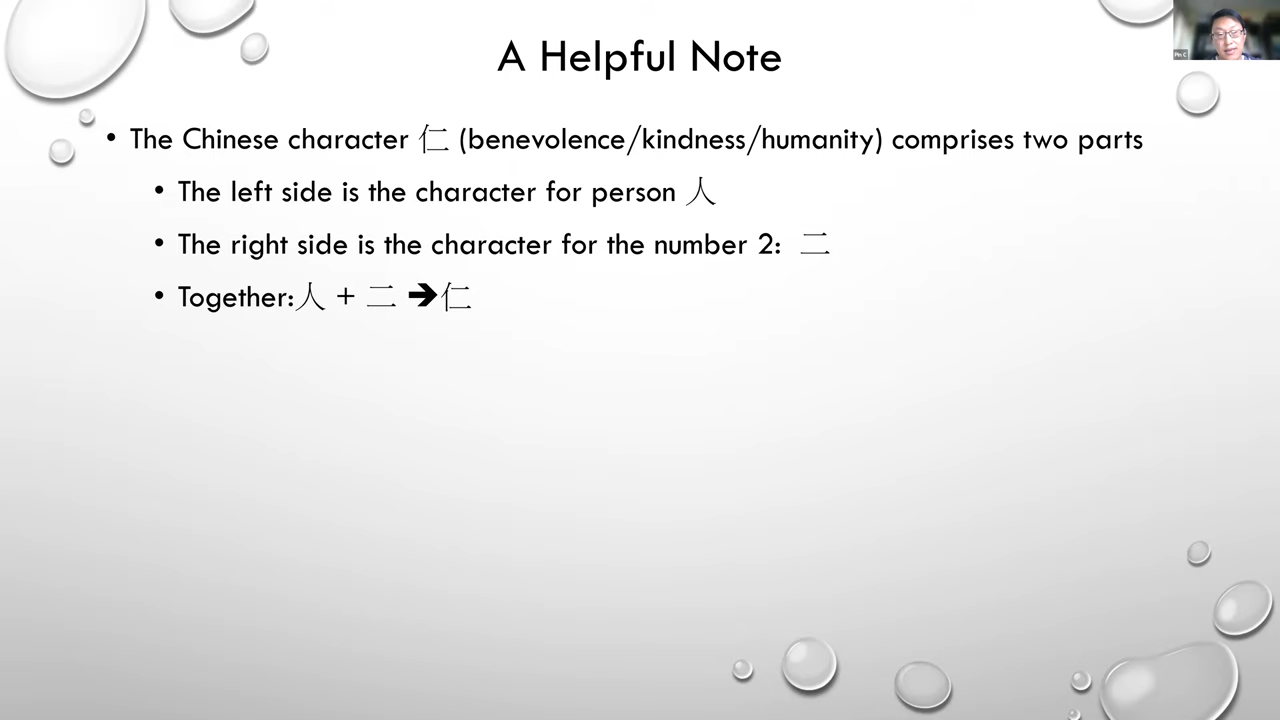 A Helpful Note
• The Chinese character 仁 (benevolence/kindness/humanity) comprises two parts
• The left side is the character for person 人
• The right side is the character for the number 2: 二
• Together:人 + 二 ➔仁
Pin C